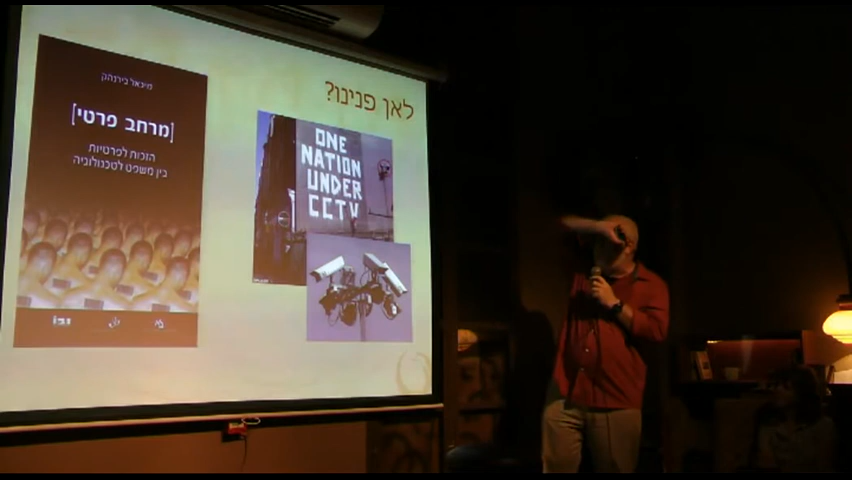 לאן פנינו?
מיכאל בירנהק
[מרחב פרטי]
הזכות לפרטיות
בין משפט לטכנולוגיה
ONE
NATION
UNDER
CCTV